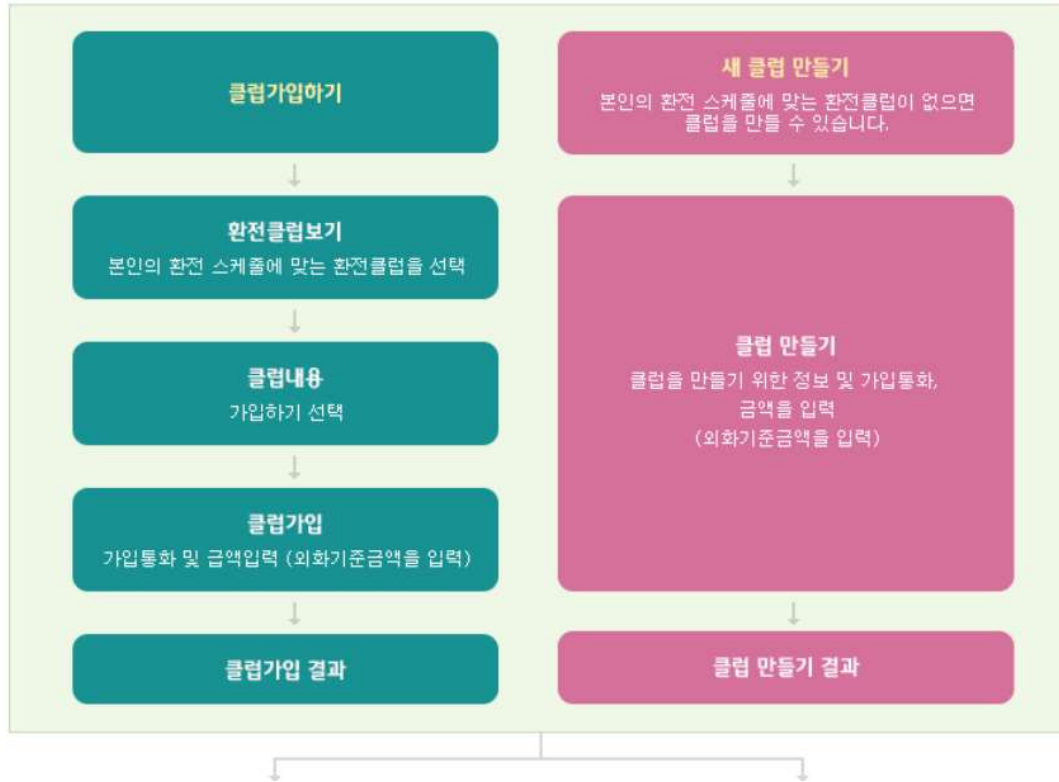 클럽가입하기
환전클럽보기
본인의 환전 스케줄에 맞는 환전클럽을 선택
클럽내용
가입하기 선택
클럽가입
가입통화 및 금액입력 (외화기준금액을 입력)
클럽가입 결과
새 클럽 만들기
본인의 환전 스케줄에 맞는 환전클럽이 없으면
클럽을 만들 수 있습니다.
클럽 만들기
클럽을 만들기 위한 정보 및 가입통화,
금액을 입력
(외화기준금액을 입력)
클럽 만들기 결과